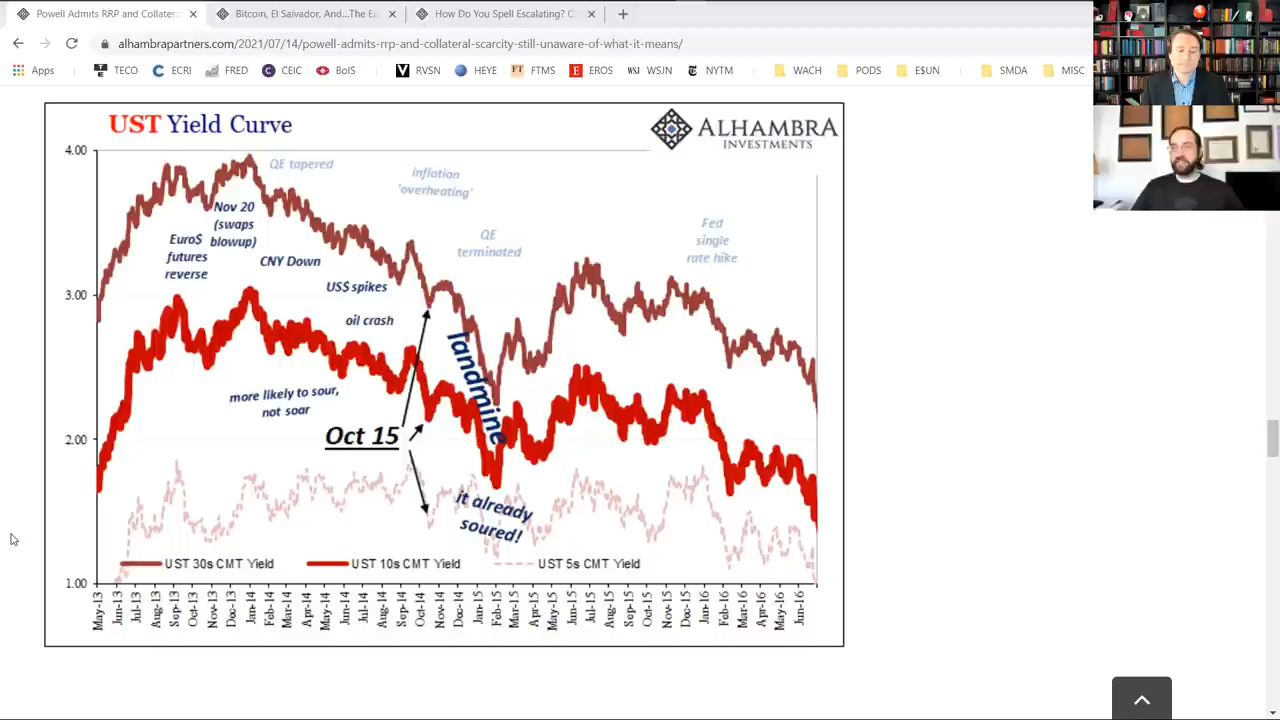 Powell Admits RRP and Collater
Bitcoin, El Salvador, And...The Eu
How Do You Spell Escalating? C
alhambrapartners.com/2021/07/14/powell-admits-rrp-and-collateral-scarcity-still-unaware-of-what-it-means/
Apps
TECO
ECRI
FRED
CEIC
BoIS
RVSN
HEYE
FTMS
EROS
WSJN
NYTM
WACH
PODS
E$UN
SMDA
MISC
UST Yield Curve
ALHAMBRA
INVESTMENTS
4.00
3.00
2.00
1.00
QE tapered
inflation
'overheating'
Nov 20
(swaps
blowup)
Euro$
futures
reverse
CNY Down
QE
terminated
Fed
single
rate hike
US$ spikes
oil crash
landmine
more likely to sour,
not soar
Oct 15
it already
soured!
UST 30s CMT Yield
UST 10s CMT Yield
UST 5s CMT Yield
May-13
Jun-13
Jul-13
Aug-13
Sep-13
Oct-13
Nov-13
Dec-13
Jan-14
Feb-14
Mar-14
Apr-14
May-14
Jun-14
Jul-14
Aug-14
Sep-14
Oct-14
Nov-14
Dec-14
Jan-15
Feb-15
Mar-15
Apr-15
May-15
Jun-15
Jul-15
Aug-15
Sep-15
Oct-15
Nov-15
Dec-15
Jan-16
Feb-16
Mar-16
Apr-16
May-16
Jun-16